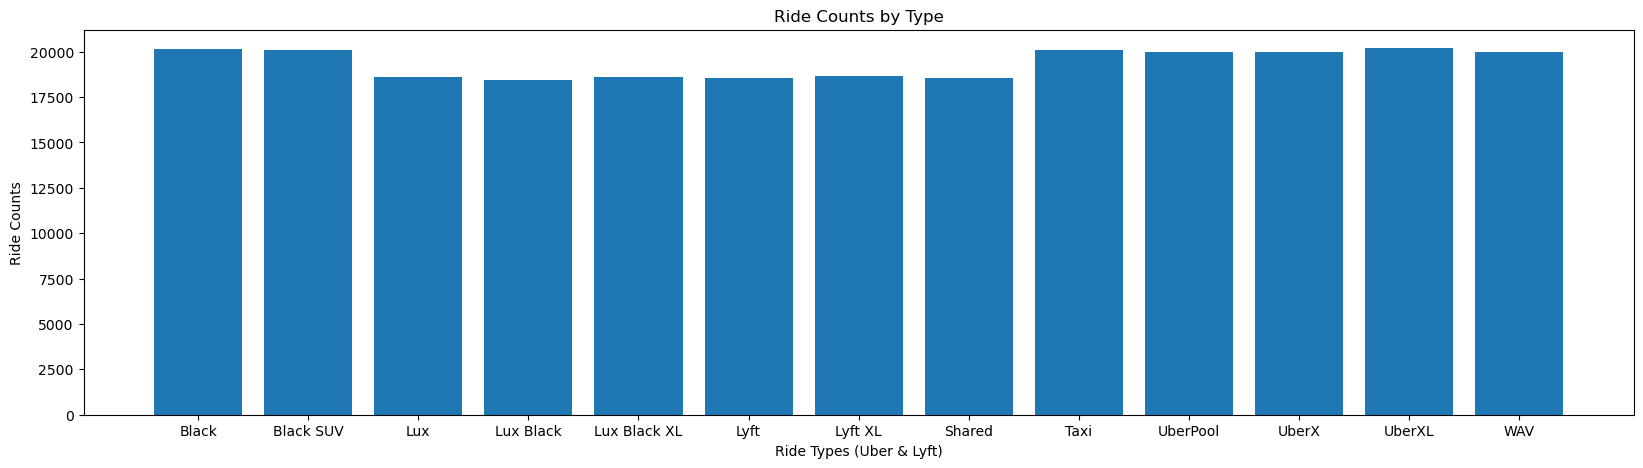 Ride Counts by Type
Ride Counts
20000
17500
15000
12500
10000
7500
5000
2500
0
Black Black SUV Lux Lux Black Lux Black XL Lyft Lyft XL Shared Taxi UberPool UberX UberXL WAV
Ride Types (Uber & Lyft)